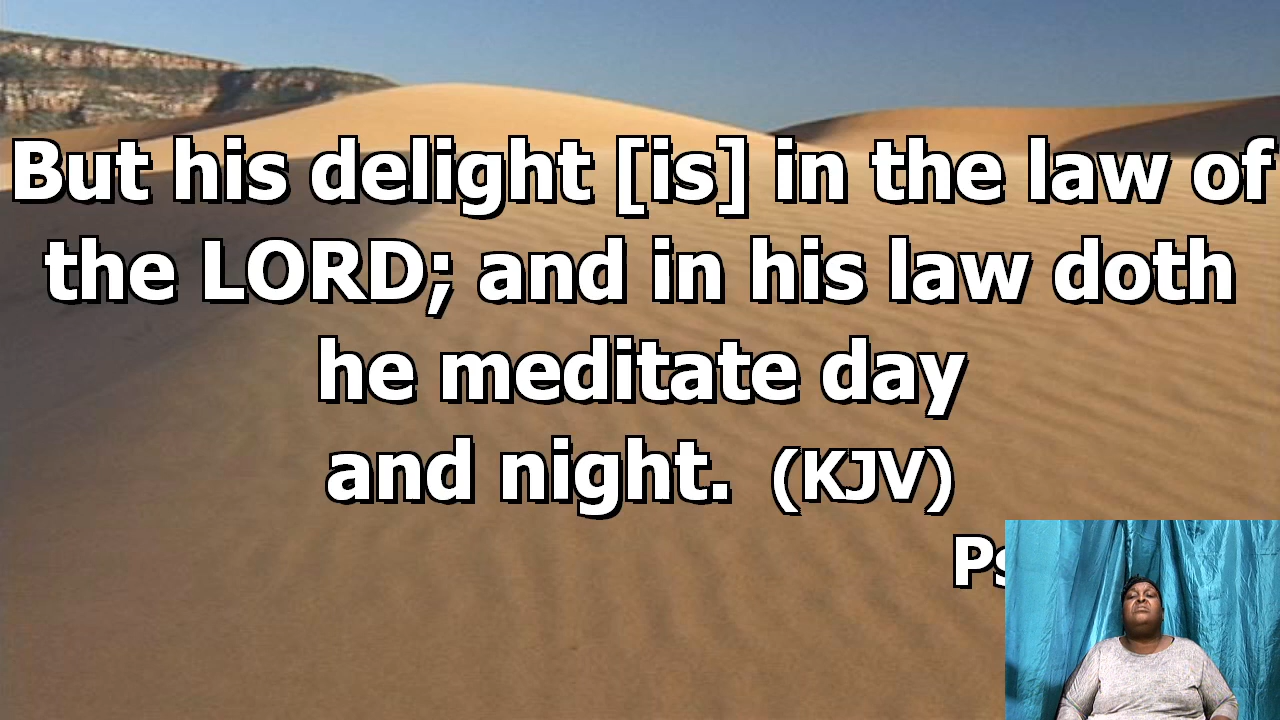 But his delight [is] in the law of
the LORD; and in his law doth
he meditate day
and night. (KJV)